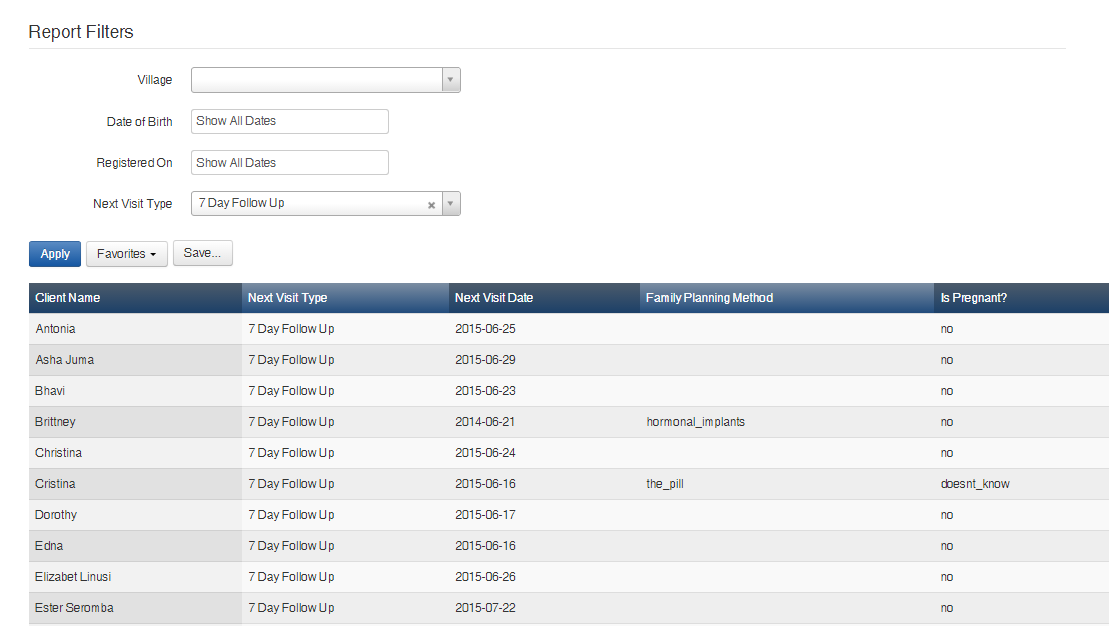 Report Filters
Village
Date of Birth Show All Dates
Registered On Show All Dates
Next Visit Type 7 Day Follow Up
Apply Favorites Save...
Client Name Next Visit Type Next Visit Date Family Planning Method Is Pregnant?
Antonia 7 Day Follow Up 2015-06-25 no
Asha Juma 7 Day Follow Up 2015-06-29 no
Bhavi 7 Day Follow Up 2015-06-23 no
Brittney 7 Day Follow Up 2014-06-21 hormonal_implants no
Christina 7 Day Follow Up 2015-06-24 no
Cristina 7 Day Follow Up 2015-06-16 the_pill doesnt_know
Dorothy 7 Day Follow Up 2015-06-17 no
Edna 7 Day Follow Up 2015-06-16 no
Elizabet Linusi 7 Day Follow Up 2015-06-26 no
Ester Seromba 7 Day Follow Up 2015-07-22 no